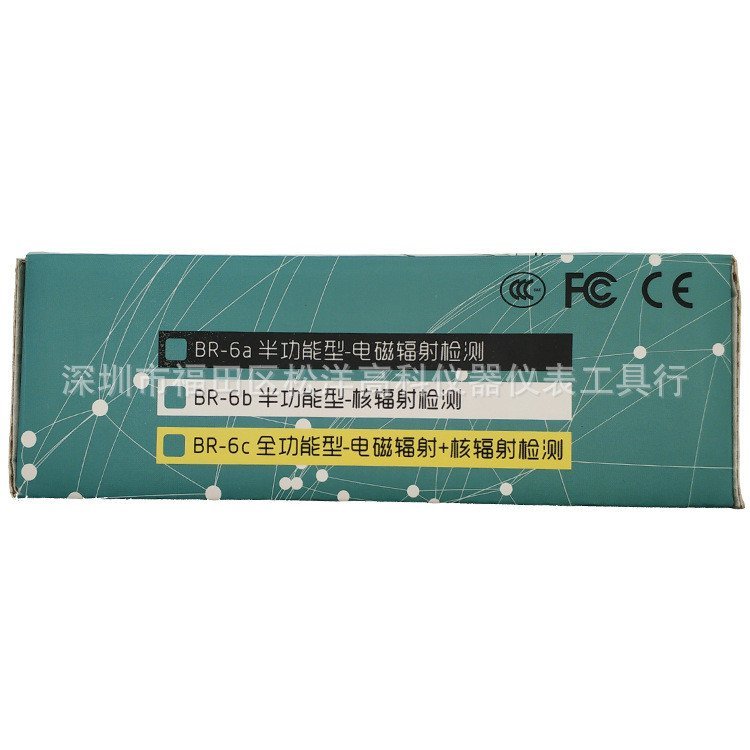 CCC FC CE
BR-6a 半功能型-电磁辐射检测
深圳市福田区松洋高科仪器仪表工具行
BR-6b 半功能型-核辐射检测
BR-6c 全功能型-电磁辐射+核辐射检测